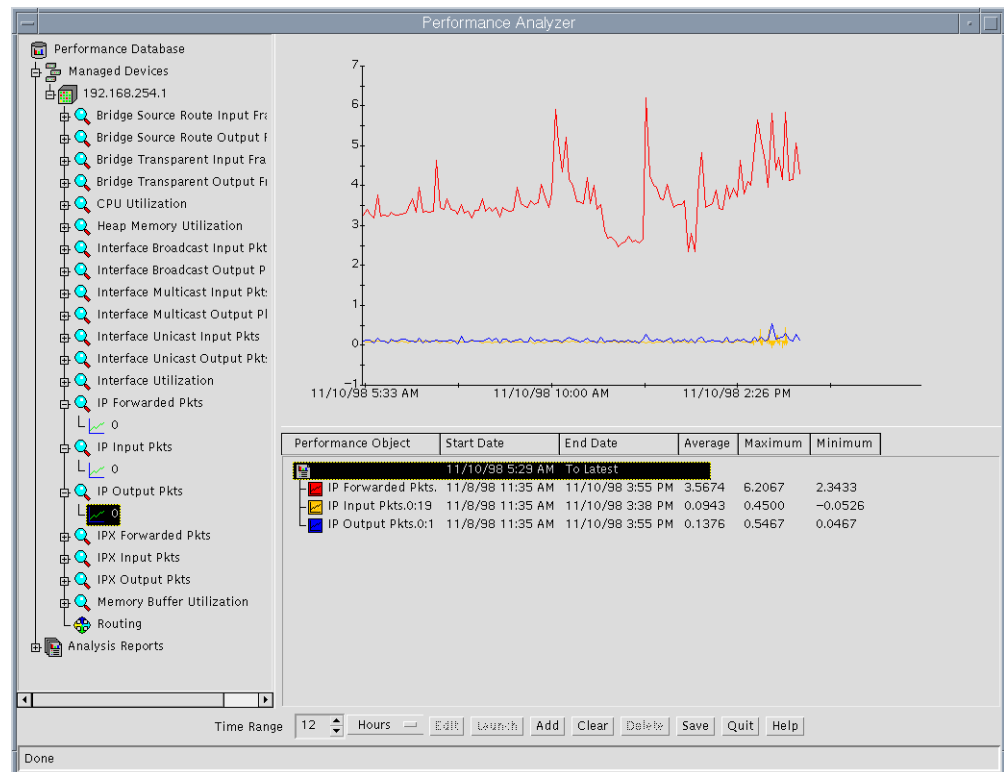 Performance Analyzer
Performance Database
Managed Devices
192.168.254.1
Bridge Source Route Input Fra
Bridge Source Route Output F
Bridge Transparent Input Fra
Bridge Transparent Output Fr
CPU Utilization
Heap Memory Utilization
Interface Broadcast Input Pkt
Interface Broadcast Output P
Interface Multicast Input Pkt:
Interface Multicast Output Pl
Interface Unicast Input Pkts
Interface Unicast Output Pkt:
Interface Utilization
IP Forwarded Pkts
0
IP Input Pkts
0
IP Output Pkts
0
IPX Forwarded Pkts
IPX Input Pkts
IPX Output Pkts
Memory Buffer Utilization
Routing
Analysis Reports
7
6
5
4
3
2
1
0
-1
11/10/98 5:33 AM 11/10/98 10:00 AM 11/10/98 2:26 PM
Performance Object Start Date End Date Average Maximum Minimum
11/10/98 5:29 AM To Latest
IP Forwarded Pkts. 11/8/98 11:35 AM 11/10/98 3:55 PM 3.5674 6.2067 2.3433
IP Input Pkts.0:19 11/8/98 11:35 AM 11/10/98 3:38 PM 0.0943 0.4500 -0.0526
IP Output Pkts.0:1 11/8/98 11:35 AM 11/10/98 3:55 PM 0.1376 0.5467 0.0467
Time Range 12 Hours Edit Launch Add Clear Delete Save Quit Help
Done